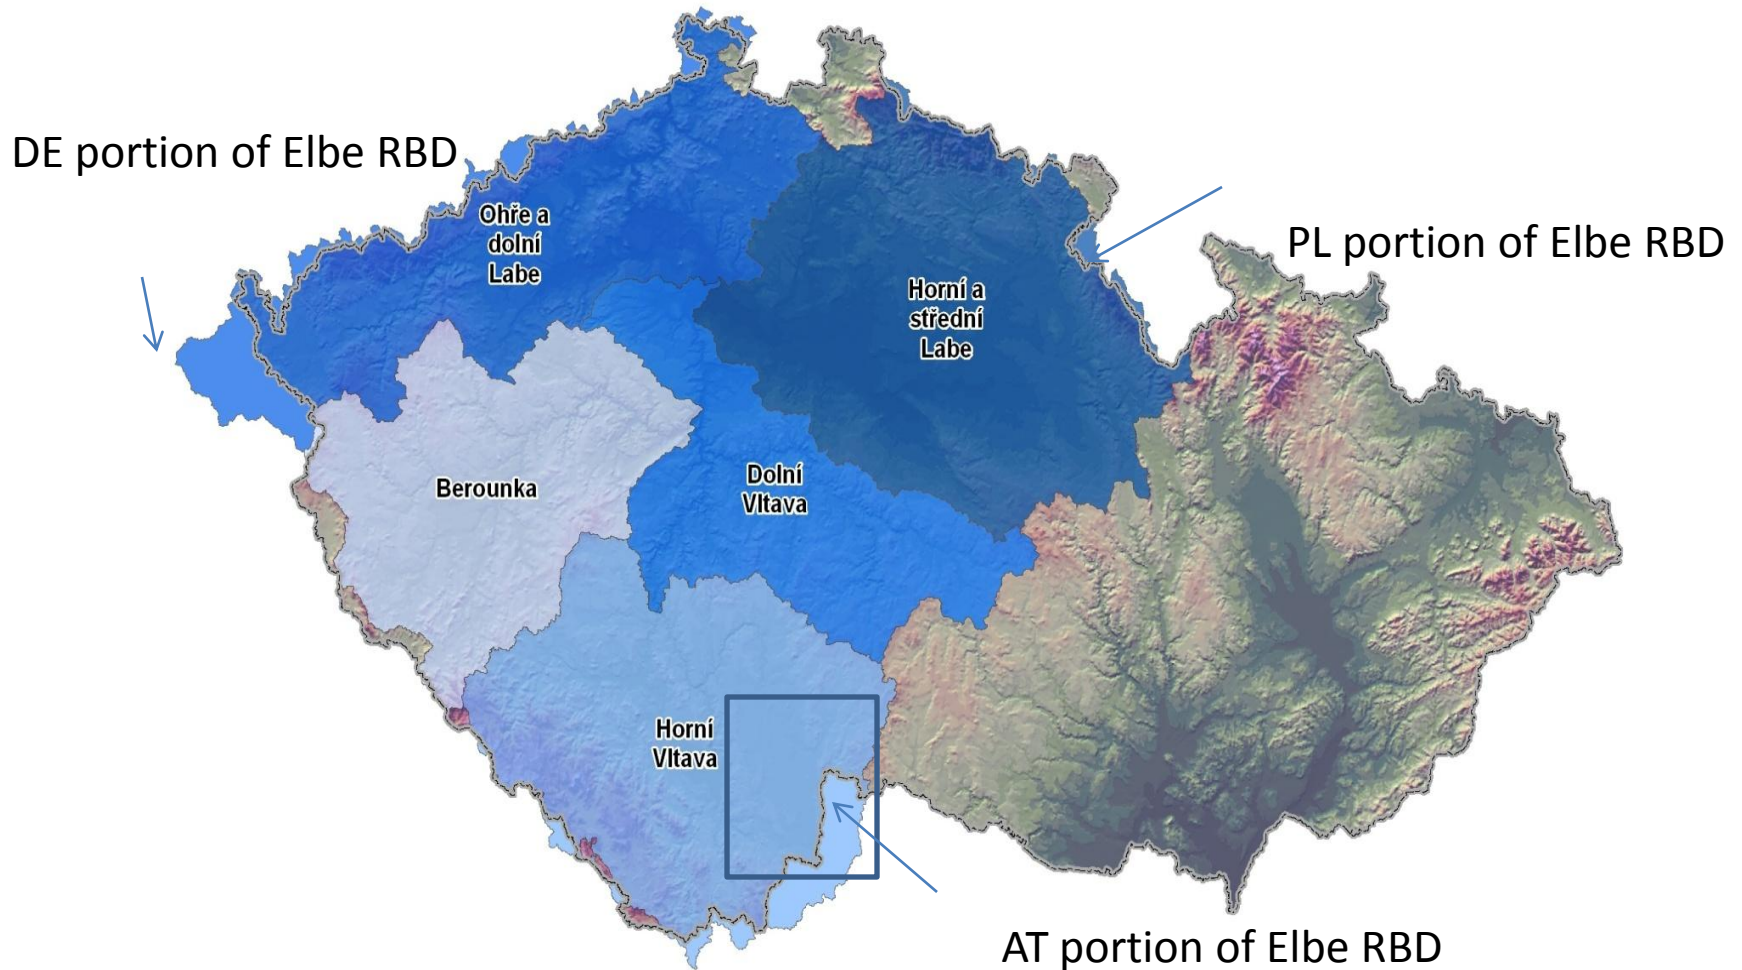 DE portion of Elbe RBD
Ohře a
dolní
Labe
PL portion of Elbe RBD
Horní a
střední
Labe
Berounka
Dolní
Vltava
Horní
Vltava
AT portion of Elbe RBD